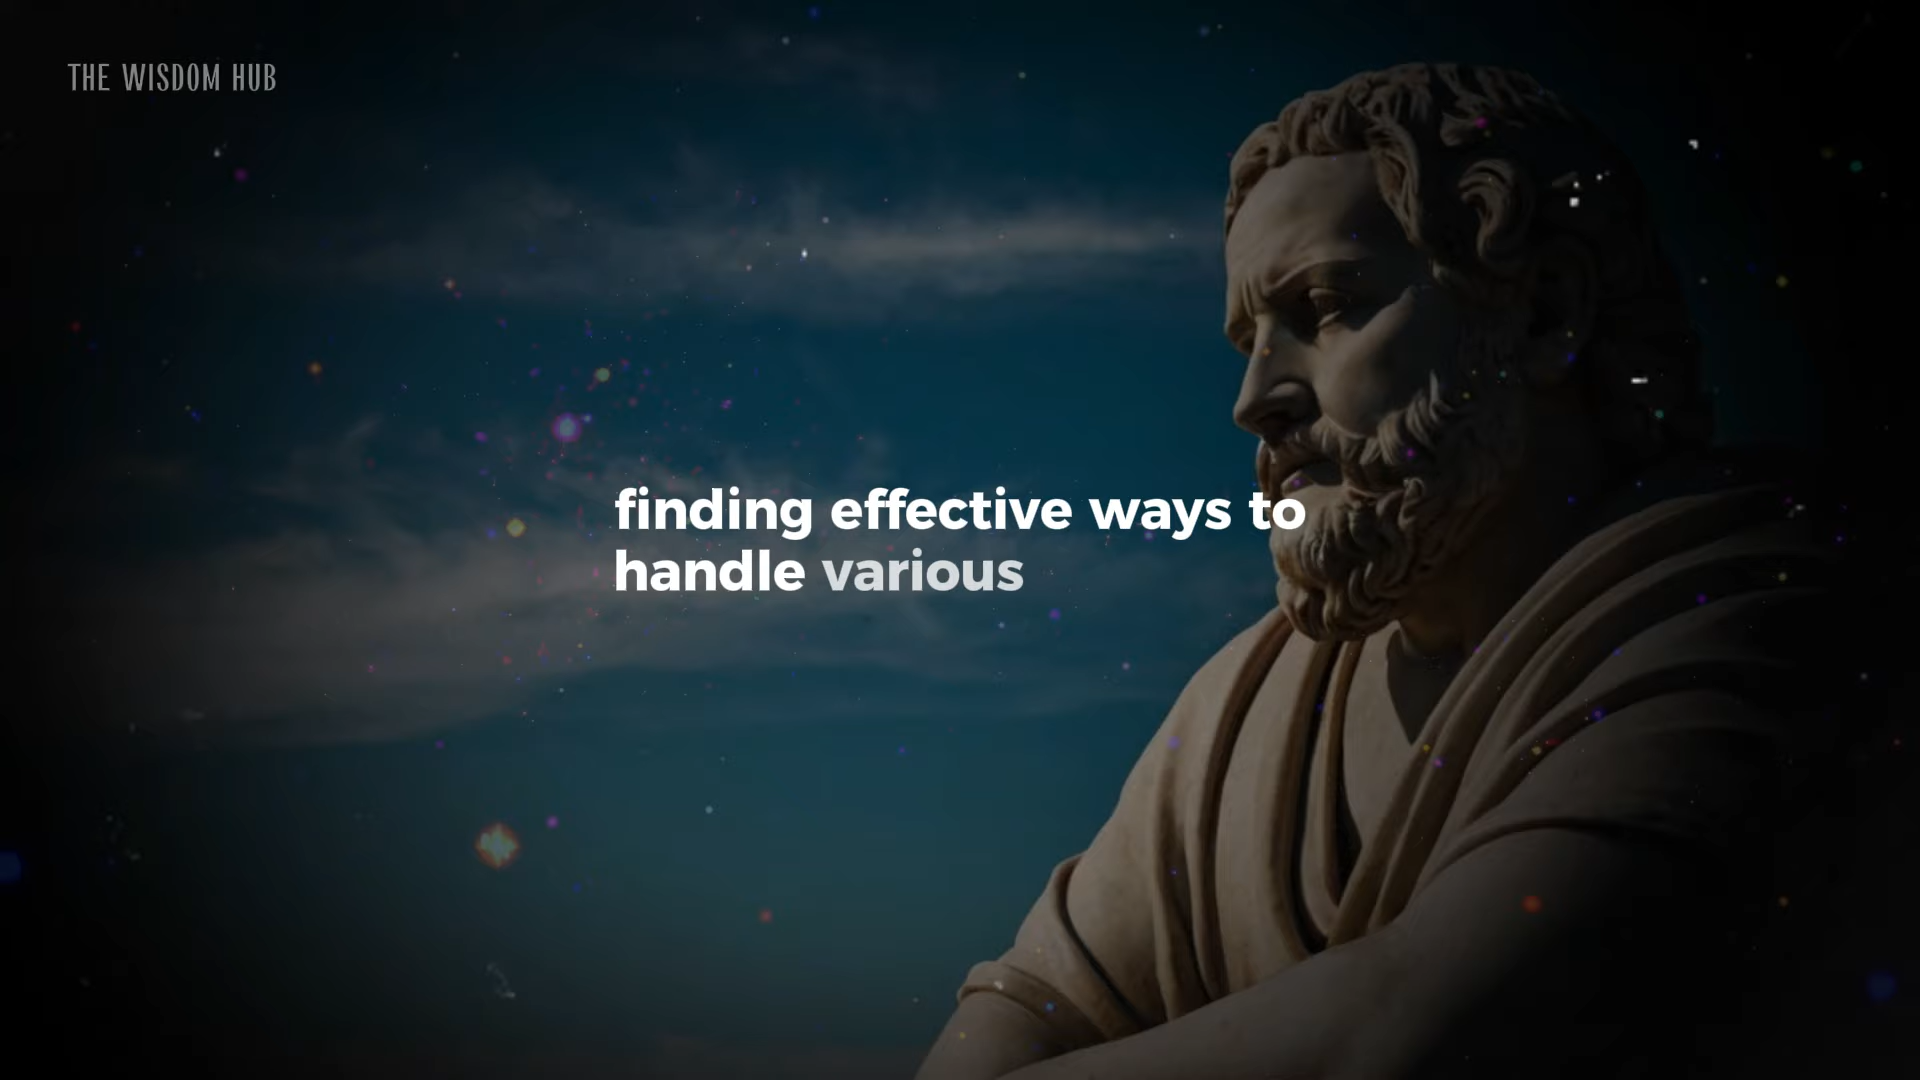 THE WISDOM HUB
finding effective ways to
handle various